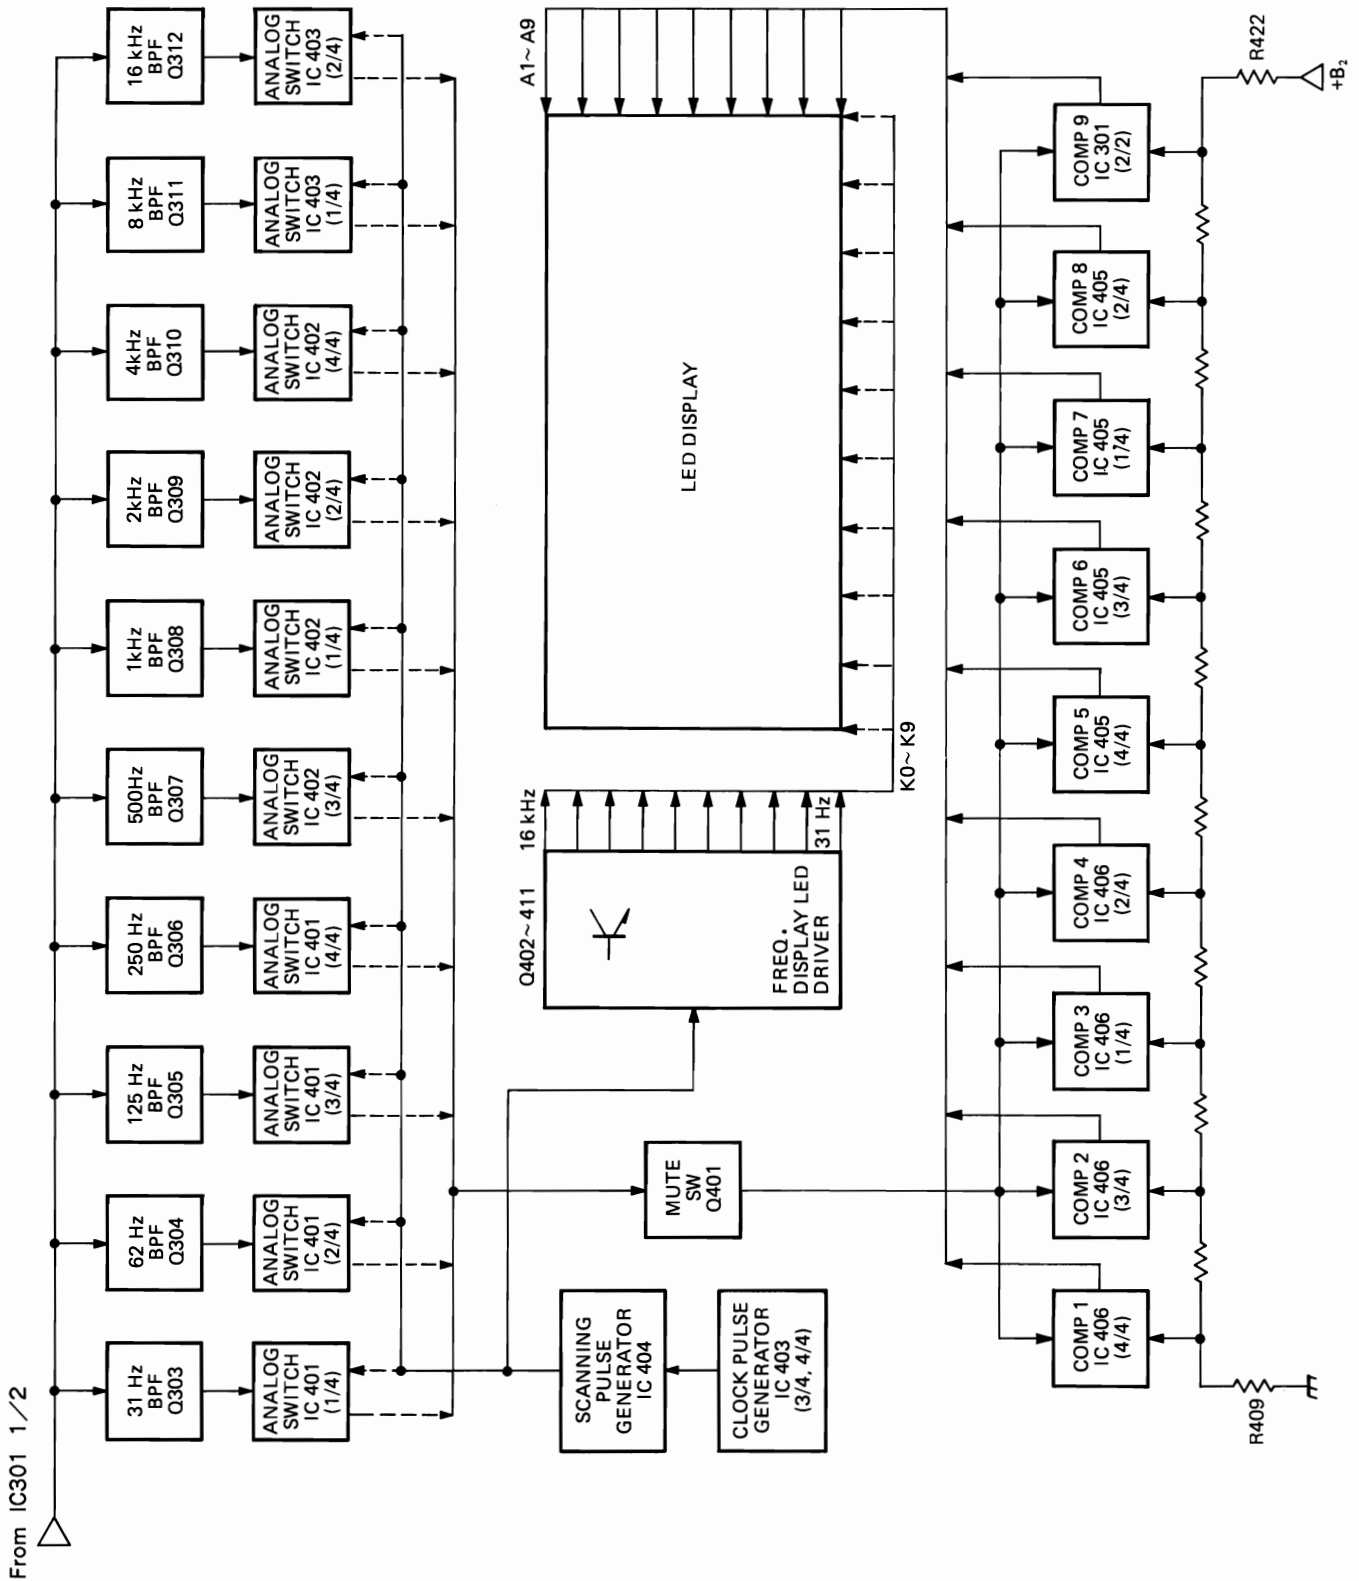 From IC301 1/2
31 Hz
BPF
Q303
62 Hz
BPF
Q304
125 Hz
BPF
Q305
250 Hz
BPF
Q306
500Hz
BPF
Q307
1kHz
BPF
Q308
2kHz
BPF
Q309
4kHz
BPF
Q310
8 kHz
BPF
Q311
16 kHz
BPF
Q312
ANALOG
SWITCH
IC 401
(1/4)
ANALOG
SWITCH
IC 401
(2/4)
ANALOG
SWITCH
IC 401
(3/4)
ANALOG
SWITCH
IC 401
(4/4)
ANALOG
SWITCH
IC 402
(3/4)
ANALOG
SWITCH
IC 402
(1/4)
ANALOG
SWITCH
IC 402
(2/4)
ANALOG
SWITCH
IC 402
(4/4)
ANALOG
SWITCH
IC 403
(1/4)
ANALOG
SWITCH
IC 403
(2/4)
SCANNING
PULSE
GENERATOR
IC 404
CLOCK PULSE
GENERATOR
IC 403
(3/4, 4/4)
MUTE
SW
Q401
Q402~411
16 kHz
FREQ.
DISPLAY LED
DRIVER
31 Hz
K0~K9
LED DISPLAY
A1~A9
COMP 1
IC 406
(4/4)
COMP 2
IC 406
(3/4)
COMP 3
IC 406
(1/4)
COMP 4
IC 406
(2/4)
COMP 5
IC 405
(4/4)
COMP 6
IC 405
(3/4)
COMP 7
IC 405
(1/4)
COMP 8
IC 405
(2/4)
COMP 9
IC 301
(2/2)
R409
R422
+B₂